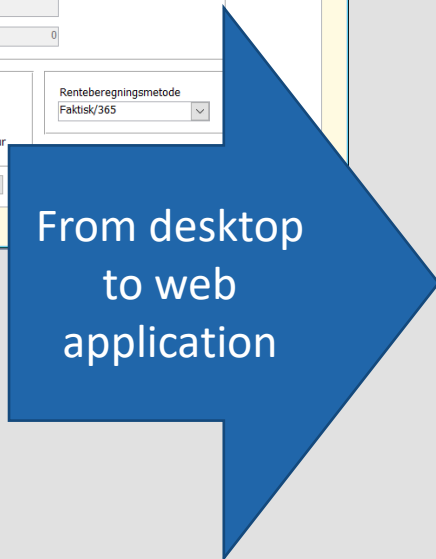 0
Renteberegningsmetode
Faktisk/365
From desktop
to web
application